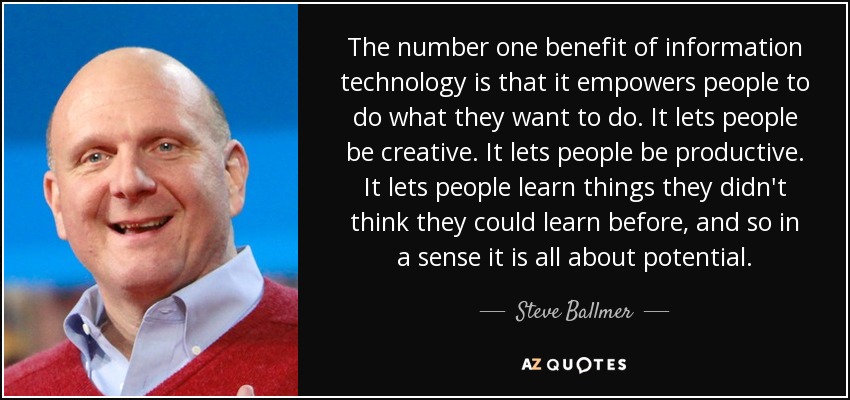 The number one benefit of information
technology is that it empowers people to
do what they want to do. It lets people
be creative. It lets people be productive.
It lets people learn things they didn't
think they could learn before, and so in
a sense it is all about potential.
Steve Ballmer
AZ QUOTES